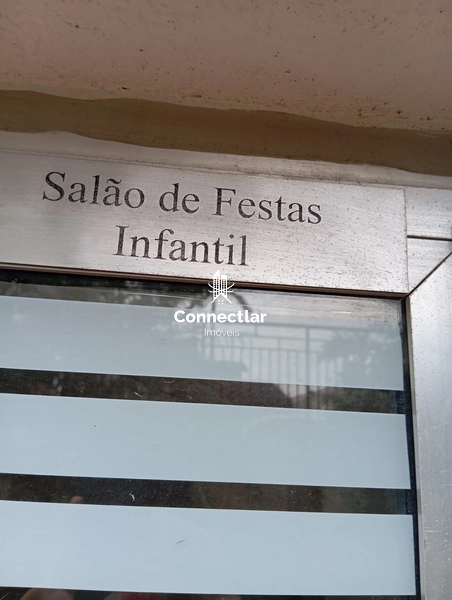 Salão de Festas
Infantil
Connectlar
Imóveis